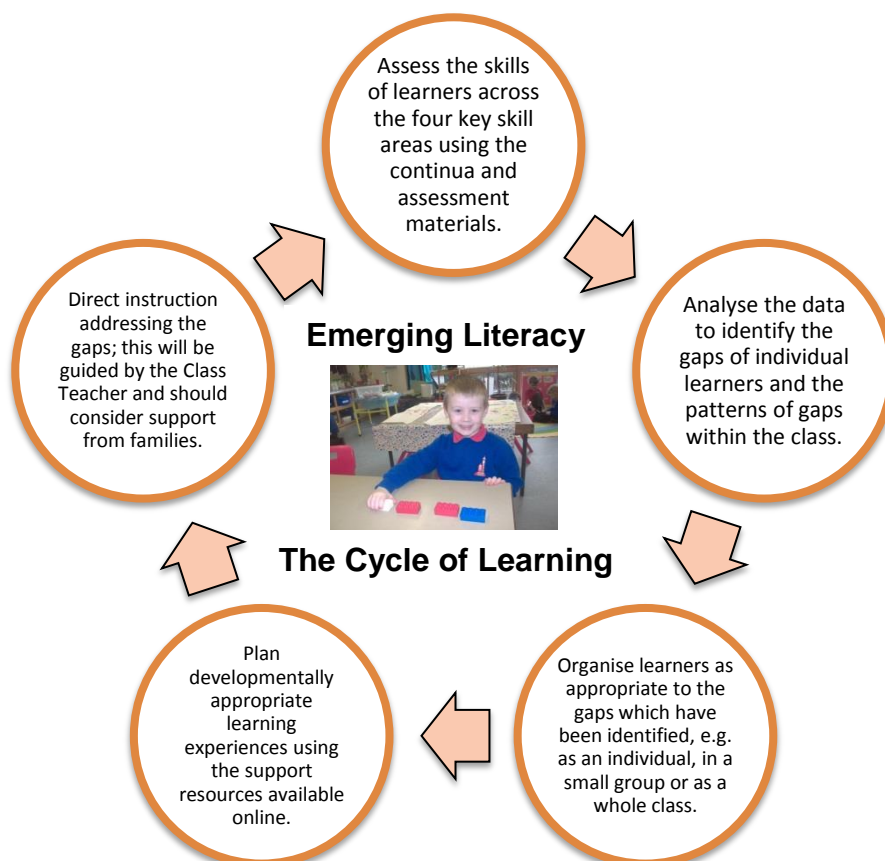 Assess the skills
of learners across
the four key skill
areas using the
continua and
assessment
materials.
Analyse the data
to identify the
gaps of individual
learners and the
patterns of gaps
within the class.
Organise learners as
appropriate to the
gaps which have
been identified, e.g.
as an individual, in
a small group or as a
whole class.
Plan
developmentally
appropriate
learning
experiences using
the support
resources available
online.
Direct instruction
addressing the
gaps; this will be
guided by the Class
Teacher and should
consider support
from families.
Emerging Literacy
The Cycle of Learning